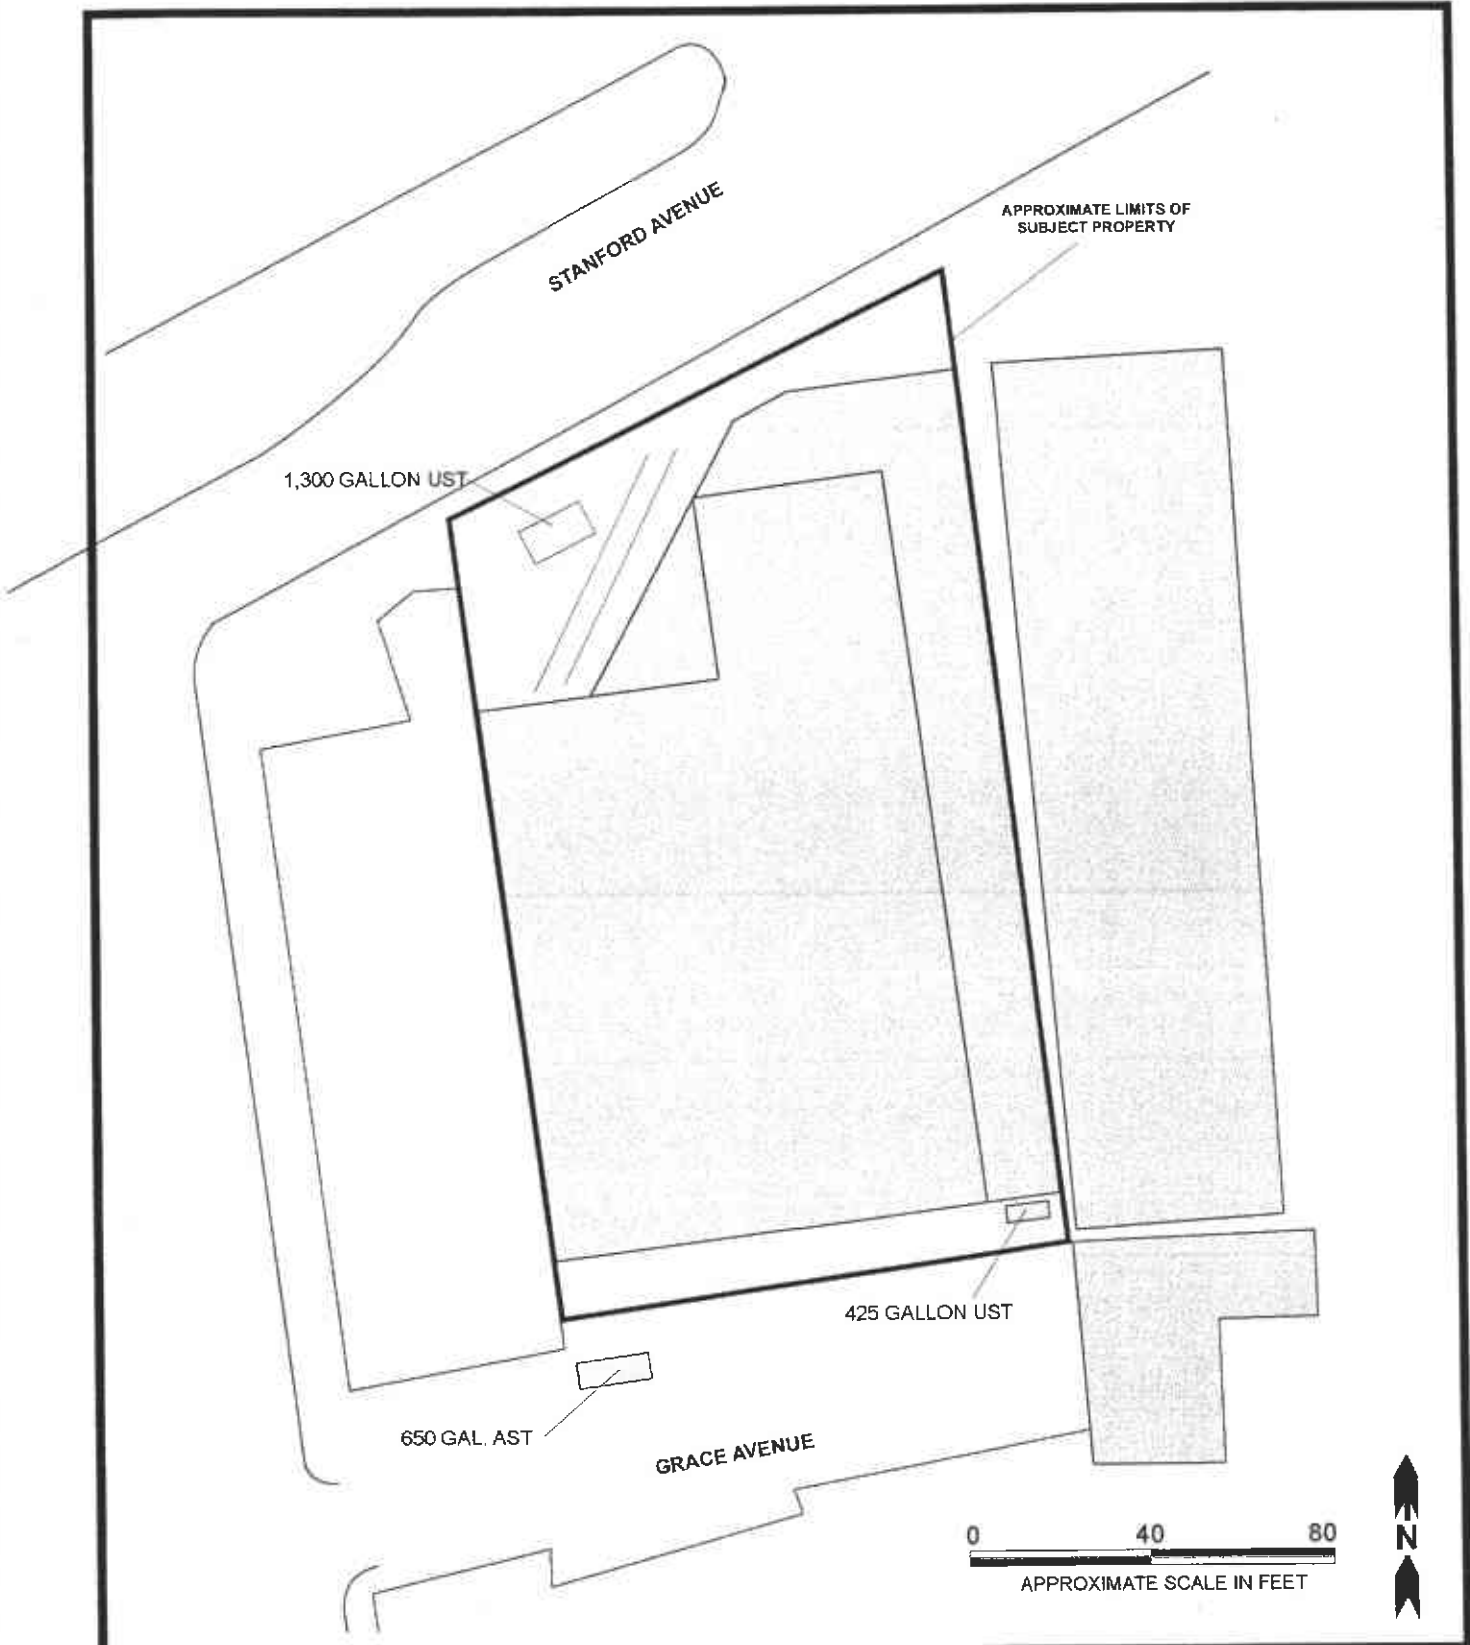 STANFORD AVENUE
APPROXIMATE LIMITS OF
SUBJECT PROPERTY
1,300 GALLON UST
425 GALLON UST
650 GAL. AST
GRACE AVENUE
0 40 80
APPROXIMATE SCALE IN FEET
N